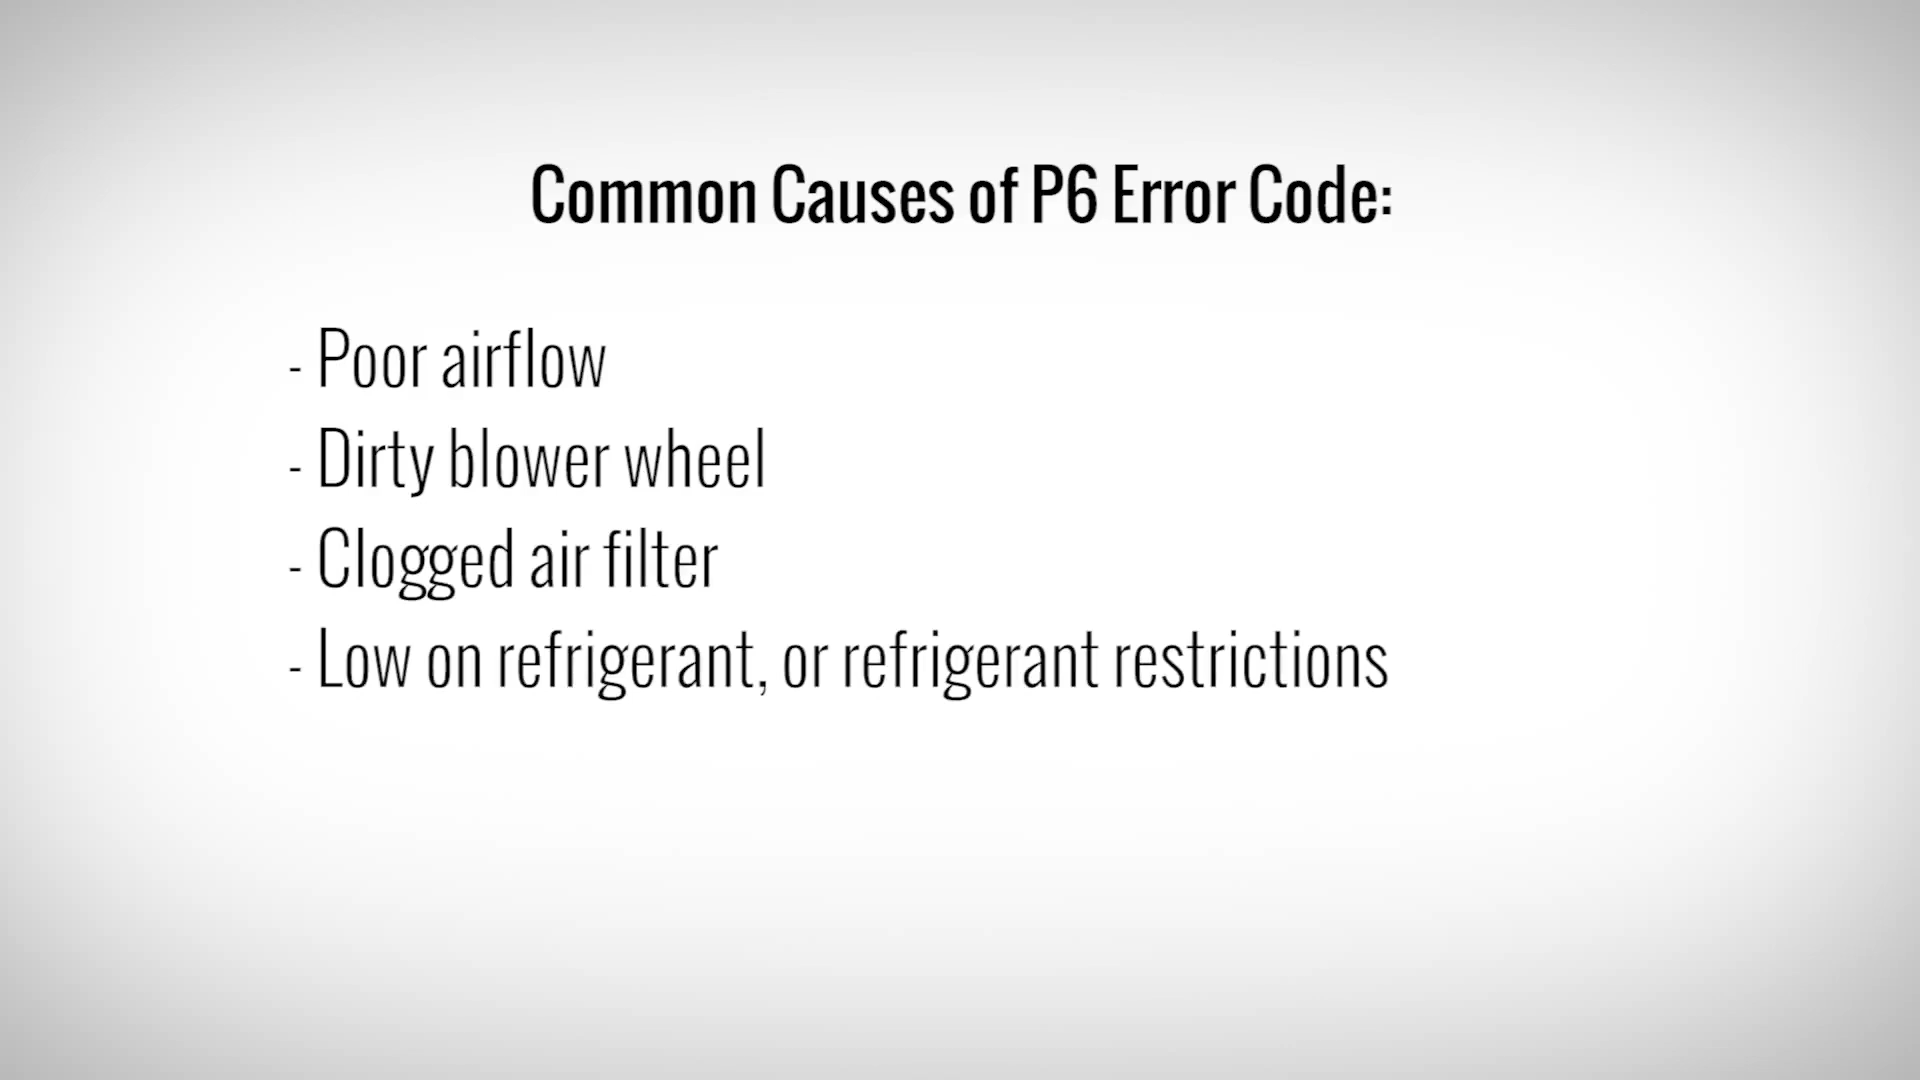 Common Causes of P6 Error Code:
- Poor airflow
- Dirty blower wheel
- Clogged air filter
- Low on refrigerant, or refrigerant restrictions